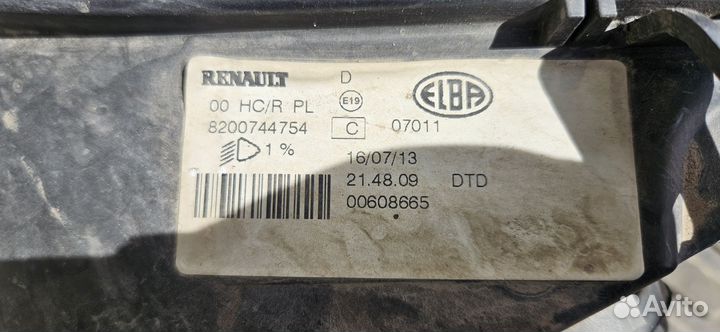 RENAULT D ELBA
00 HC/R PL E19
8200744754 C 07011
1 %
16/07/13
21.48.09 DTD
00608665
Avito